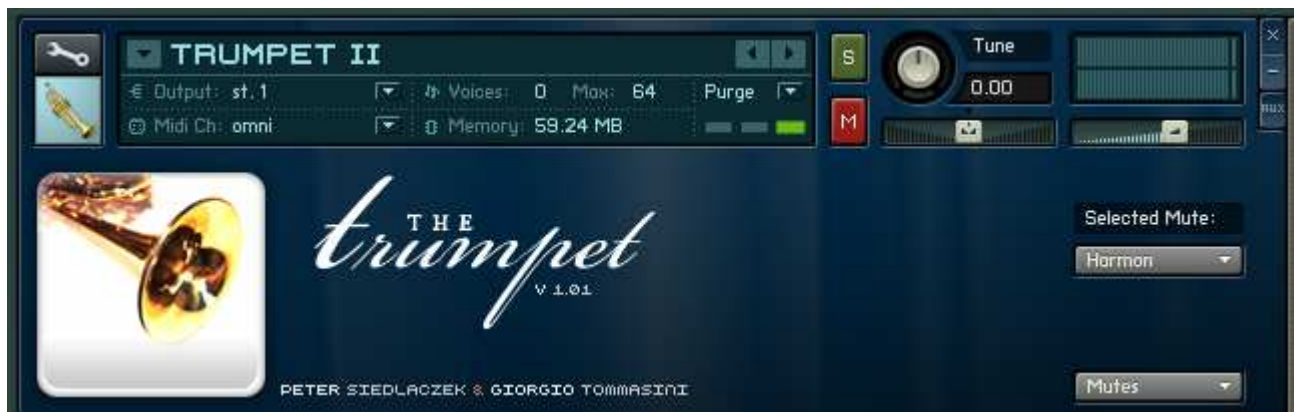 TRUMPET II
S
Tune
Output: st. 1
Voices: 0 Max: 64
Purge
0.00
Midi Ch: omni
Memory: 59.24 MB
M
×
-
aux
THE
trumpet
V 1.01
Selected Mute:
Harmon
PETER SIEDLACZEK & GIORGIO TOMMASINI
Mutes